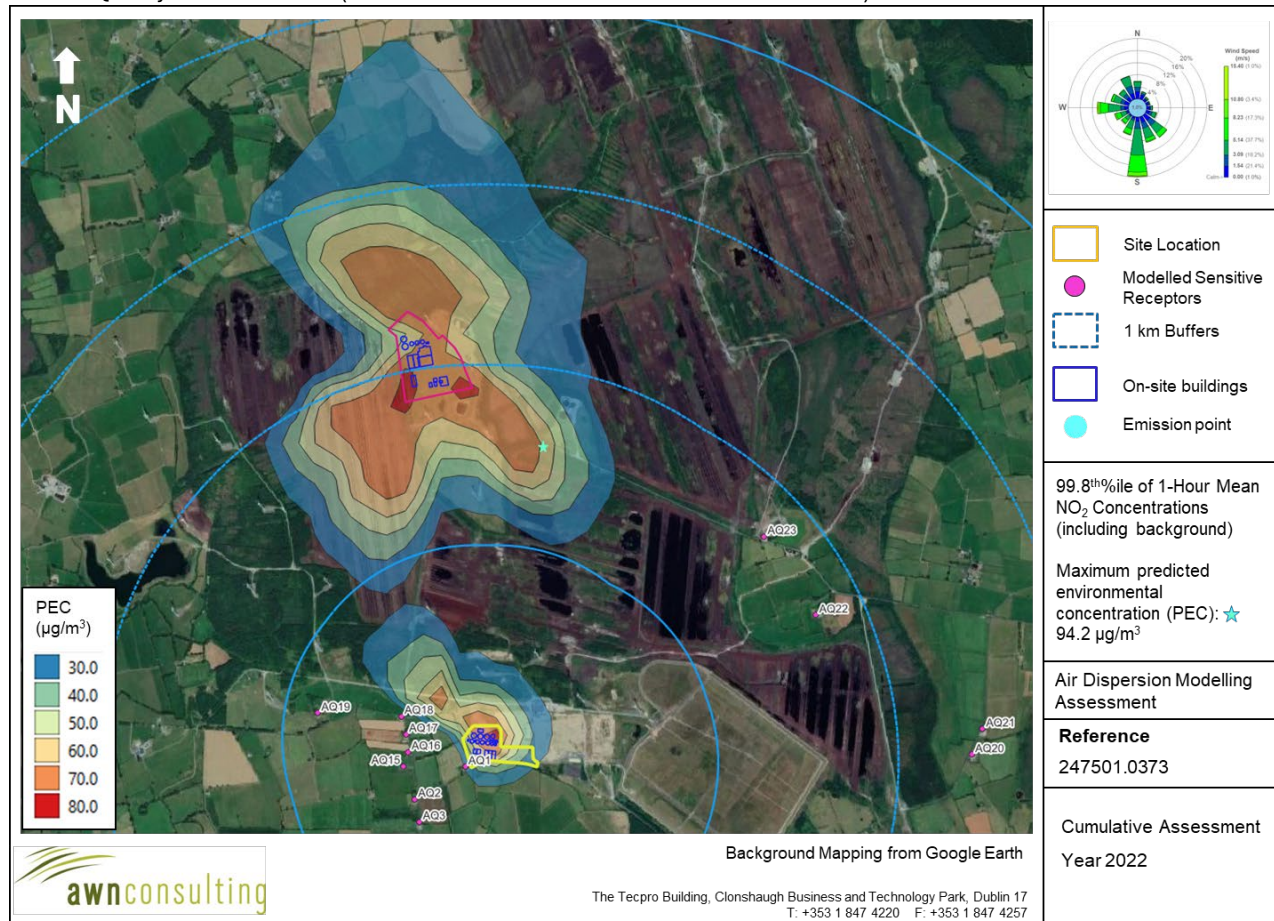 N
AQ23
AQ22
AQ19
AQ18
AQ17
AQ16
AQ15
AQ1
AQ2
AQ3
AQ21
AQ20
PEC
(µg/m³)
30.0
40.0
50.0
60.0
70.0
80.0
N
W
E
S
4%
8%
12%
16%
20%
Wind Speed
(m/s)
Site Location
Modelled Sensitive
Receptors
1 km Buffers
On-site buildings
Emission point
99.8th%ile of 1-Hour Mean
NO₂ Concentrations
(including background)
Maximum predicted
environmental
concentration (PEC):
94.2 µg/m³
Air Dispersion Modelling
Assessment
Reference
247501.0373
Cumulative Assessment
Year 2022
awnconsulting
Background Mapping from Google Earth
The Tecpro Building, Clonshaugh Business and Technology Park, Dublin 17
T: +353 1 847 4220 F: +353 1 847 4257